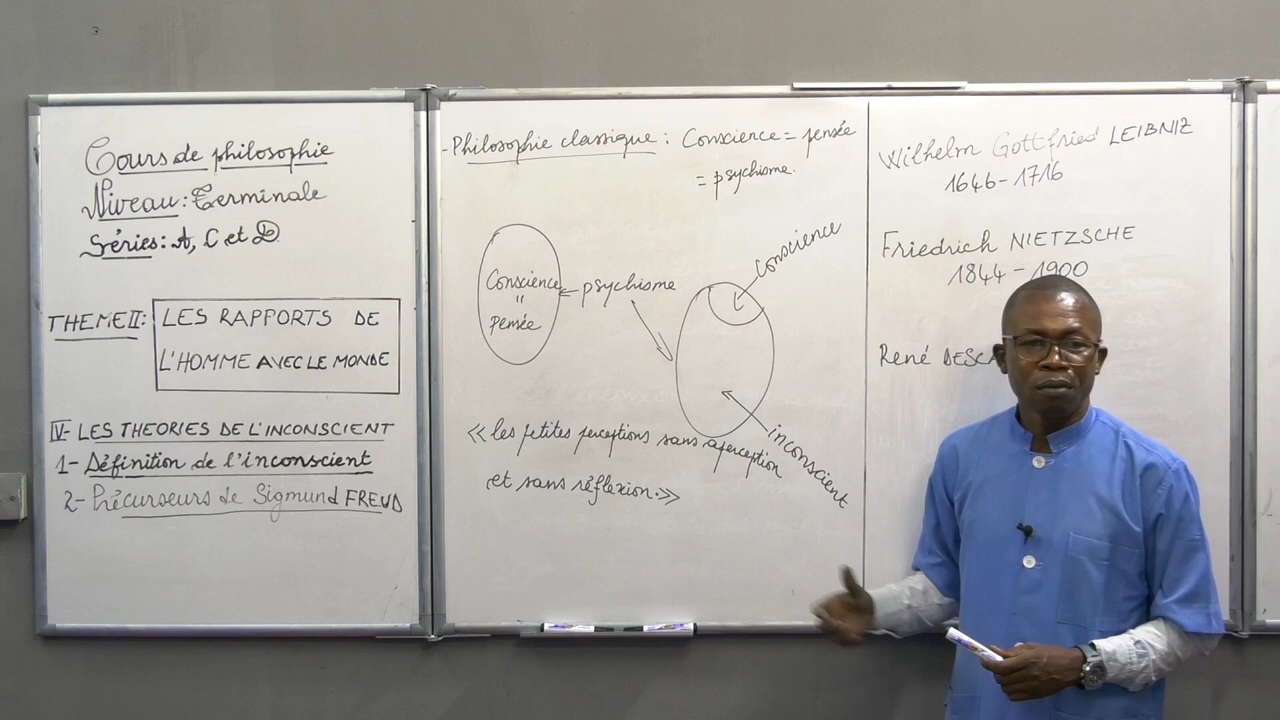 Cours de philosophie
Niveau : Terminale
Séries : A, C et D
THEME II : LES RAPPORTS DE
L'HOMME AVEC LE MONDE
IV- LES THEORIES DE L'INCONSCIENT
1- Définition de l'inconscient
2- Précurseurs de Sigmund FREUD
- Philosophie classique : Conscience = pensée
= psychisme.
Conscience
"
Pensée
psychisme
Conscience
inconscient
<< les petites perceptions sans aperception
et sans réflexion. >>
Wilhelm Gottfried LEIBNIZ
1646 - 1716
Friedrich NIETZSCHE
1844 - 1900
René DESCA